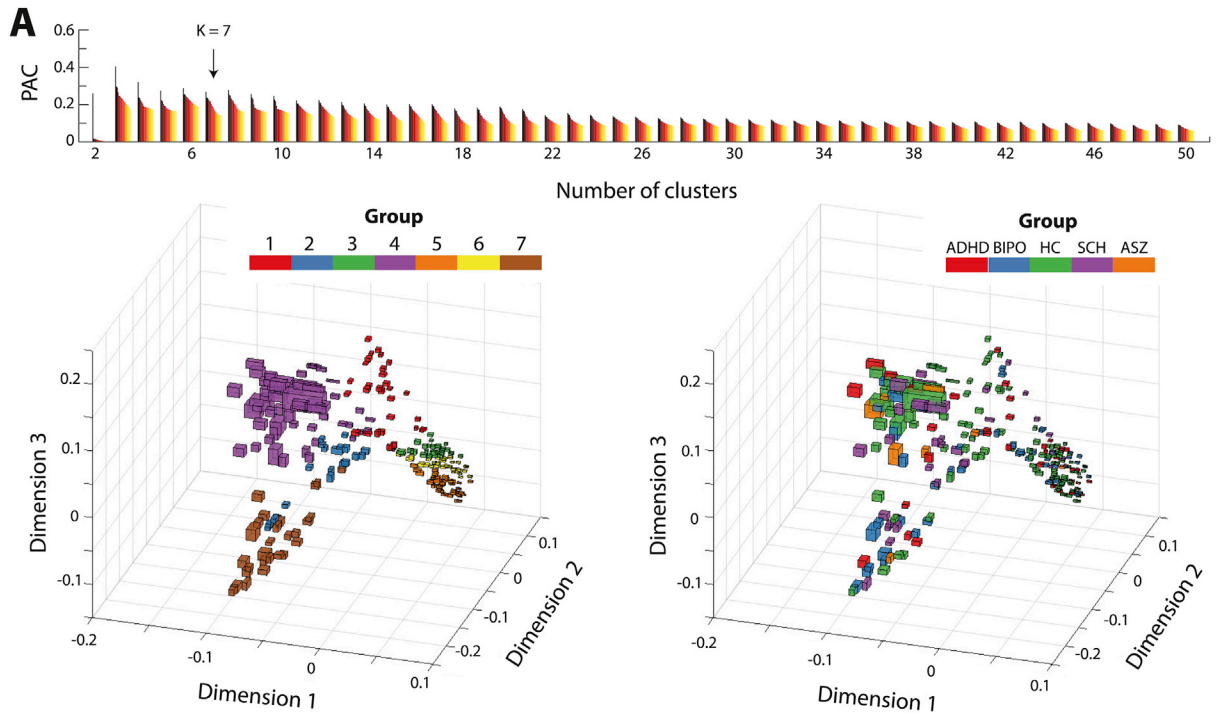 A
0.6
K = 7
0.4
PAC
0.2
0
2 6 10 14 18 22 26 30 34 38 42 46 50
Number of clusters
Group
1 2 3 4 5 6 7
0.2
0.1
0
-0.1
Dimension 3
-0.2 -0.1 0 0.1
Dimension 1
0.1
0
-0.1
-0.2
Dimension 2
Group
ADHD BIPO HC SCH ASZ
0.2
0.1
0
-0.1
Dimension 3
-0.2 -0.1 0 0.1
Dimension 1
0.1
0
-0.1
-0.2
Dimension 2